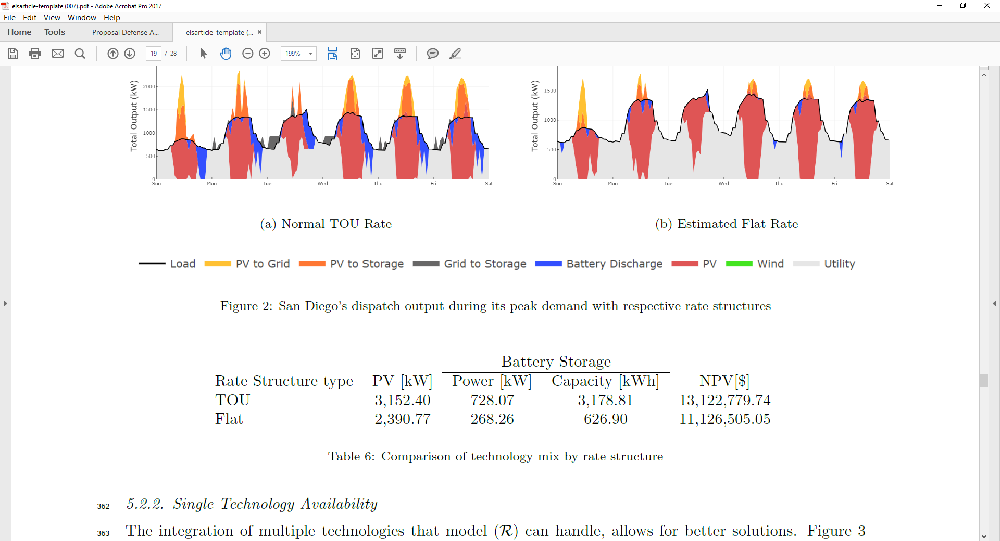 elsarticle-template (007).pdf - Adobe Acrobat Pro 2017
File Edit View Window Help
Home Tools Proposal Defense A... elsarticle-template (... ×
19 / 28 199%
Total Output (kW)
2000
1500
1000
500
0
Sun Mon Tue Wed Thu Fri Sat
Total Output (kW)
1500
1000
500
0
Sun Mon Tue Wed Thu Fri Sat
(a) Normal TOU Rate
(b) Estimated Flat Rate
Load PV to Grid PV to Storage Grid to Storage Battery Discharge PV Wind Utility
Figure 2: San Diego's dispatch output during its peak demand with respective rate structures
Battery Storage
Rate Structure type PV [kW] Power [kW] Capacity [kWh] NPV[$]
TOU 3,152.40 728.07 3,178.81 13,122,779.74
Flat 2,390.77 268.26 626.90 11,126,505.05
Table 6: Comparison of technology mix by rate structure
362 5.2.2. Single Technology Availability
363 The integration of multiple technologies that model (ℛ) can handle, allows for better solutions. Figure 3